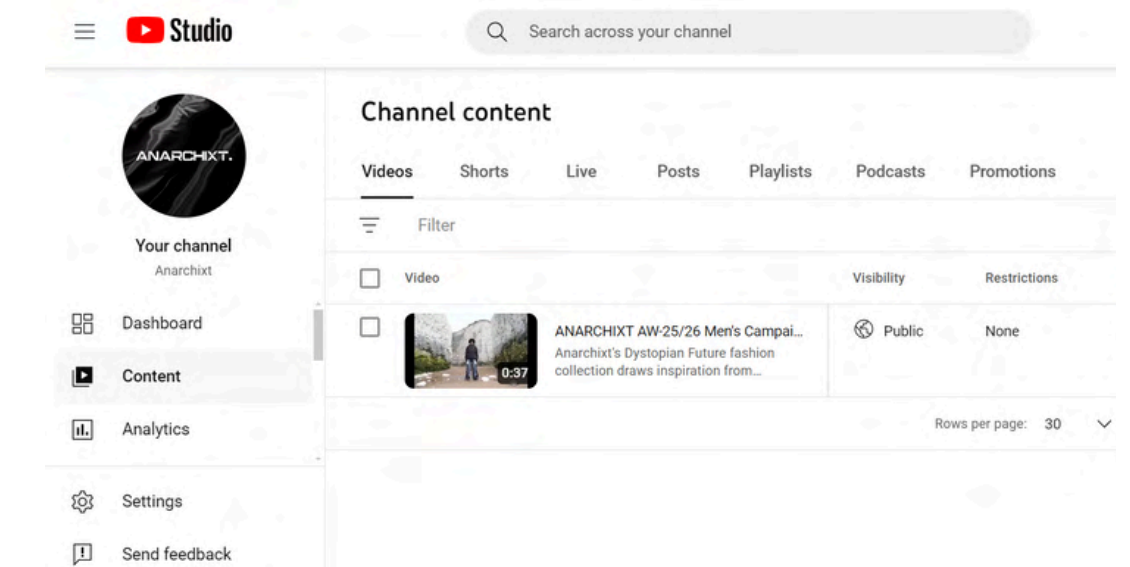 Studio
Search across your channel
ANARCHIXT.
Your channel
Anarchixt
Dashboard
Content
Analytics
Settings
Send feedback
Channel content
Videos Shorts Live Posts Playlists Podcasts Promotions
Filter
Video Visibility Restrictions
ANARCHIXT AW-25/26 Men's Campai... Public None
Anarchixt's Dystopian Future fashion
0:37 collection draws inspiration from...
Rows per page: 30